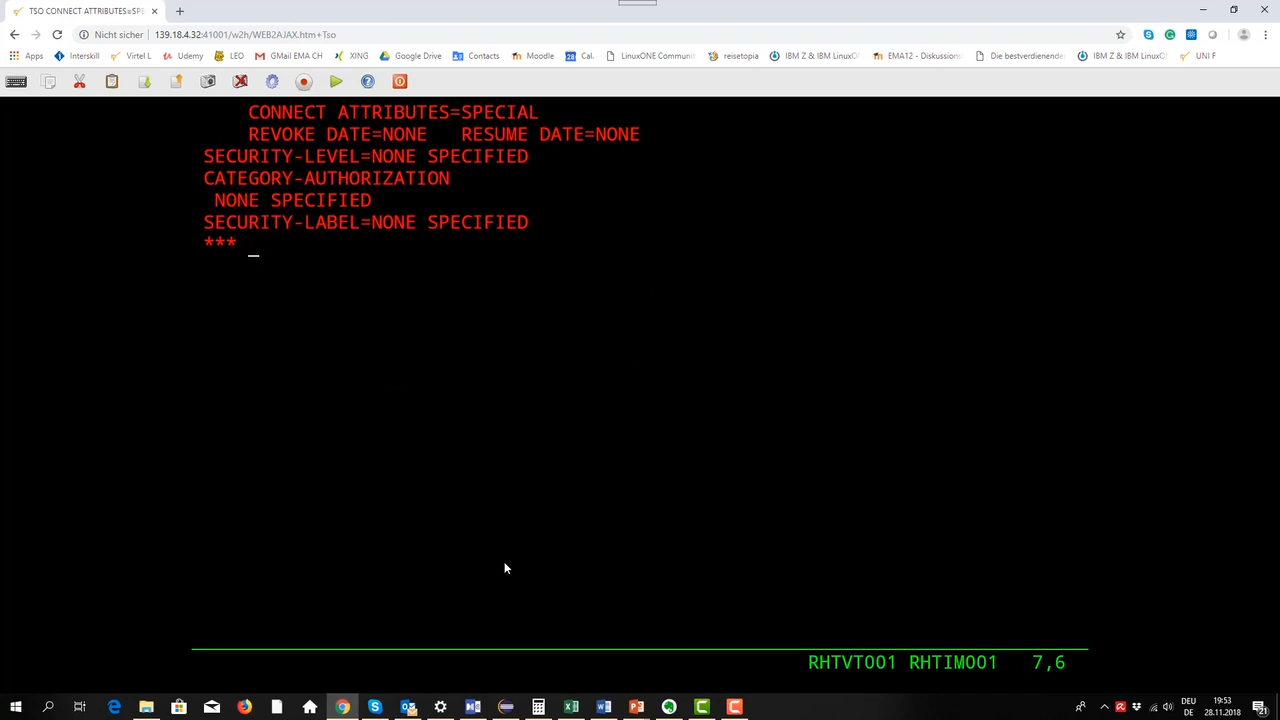 TSO CONNECT ATTRIBUTES=SPE
Nicht sicher 139.18.4.32:41001/w2h/WEB2AJAX.htm+Tso
Apps Interskill Virtel L Udemy LEO GMail EMA CH XING Google Drive Contacts Moodle 28 Cal. LinuxONE Communit reisetopia IBM Z & IBM LinuxO EMA12 - Diskussions Die bestverdienender IBM Z & IBM LinuxO UNI F
CONNECT ATTRIBUTES=SPECIAL
REVOKE DATE=NONE RESUME DATE=NONE
SECURITY-LEVEL=NONE SPECIFIED
CATEGORY-AUTHORIZATION
NONE SPECIFIED
SECURITY-LABEL=NONE SPECIFIED
*** _
RHTVT001 RHTIM001 7,6
DEU 19:53
DE 28.11.2018